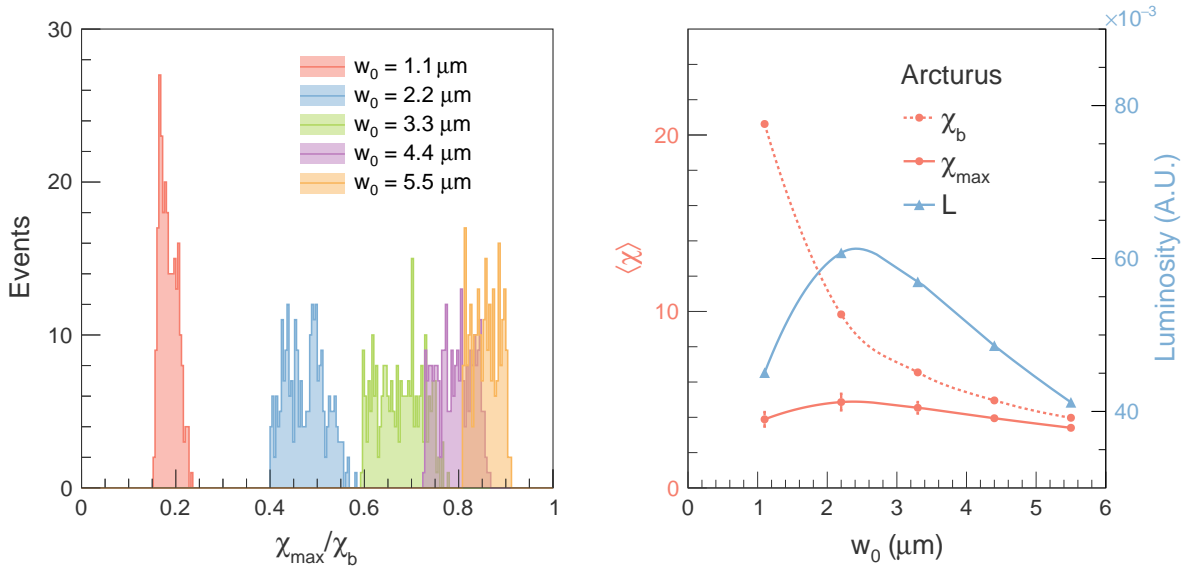 30
20
10
0
Events
0
0.2
0.4
0.6
0.8
1
χmax/χb
w0 = 1.1 μm
w0 = 2.2 μm
w0 = 3.3 μm
w0 = 4.4 μm
w0 = 5.5 μm
20
10
0
⟨χ⟩
0
1
2
3
4
5
6
w0 (μm)
Arcturus
χb
χmax
L
×10⁻³
80
60
40
Luminosity (A.U.)